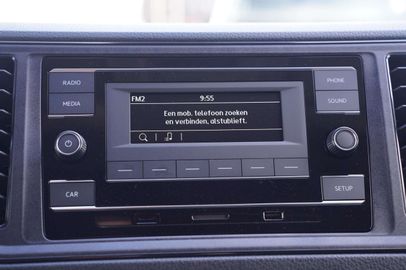 RADIO
MEDIA
CAR
FM2 9:55
Een mob. telefoon zoeken
en verbinden, alstublieft.
PHONE
SOUND
SETUP